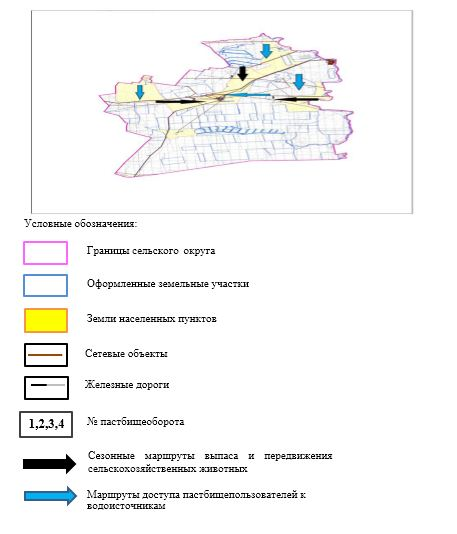 Условные обозначения:
Границы сельского округа
Оформленные земельные участки
Земли населенных пунктов
Сетевые объекты
Железные дороги
1,2,3,4 № пастбищеоборота
Сезонные маршруты выпаса и передвижения
сельскохозяйственных животных
Маршруты доступа пастбищепользователей к
водоисточникам